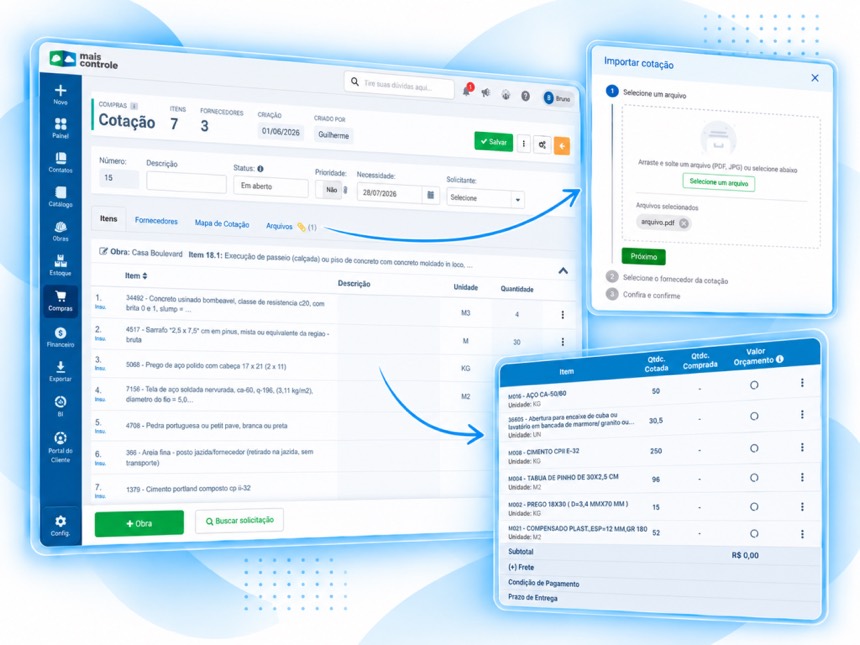 mais
controle
Tire suas dúvidas aqui...
1
B Bruno
Novo
Painel
Contatos
Catálogo
Obras
Estoque
Compras
Financeiro
Exportar
BI
Portal do
Cliente
Config.
COMPRAS
Cotação
ITENS
7
FORNECEDORES
3
CRIAÇÃO
01/06/2026
CRIADO POR
Guilherme
Salvar
Número:
15
Descrição
Status:
Em aberto
Prioridade:
Não
Necessidade:
28/07/2026
Solicitante:
Selecione
Itens
Fornecedores
Mapa de Cotação
Arquivos (1)
Obra: Casa Boulevard Item 18.1: Execução de passeio (calçada) ou piso de concreto com concreto moldado in loco, ...
Item
Descrição
Unidade
Quantidade
1.
Insu.
34492 - Concreto usinado bombeavel, classe de resistencia c20, com
brita 0 e 1, slump = ...
M3
4
2.
Insu.
4517 - Sarrafo *2,5 x 7,5* cm em pinus, mista ou equivalente da regiao -
bruta
M
30
3.
Insu.
5068 - Prego de aço polido com cabeça 17 x 21 (2 x 11)
KG
4.
Insu.
7156 - Tela de aço soldada nervurada, ca-60, q-196, (3,11 kg/m2),
diametro do fio = 5,0...
M2
5.
Insu.
4708 - Pedra portuguesa ou petit pave, branca ou preta
6.
Insu.
366 - Areia fina - posto jazida/fornecedor (retirado na jazida, sem
transporte)
7.
Insu.
1379 - Cimento portland composto cp ii-32
+ Obra
Buscar solicitação
Importar cotação
1 Selecione um arquivo
Arraste e solte um arquivo (PDF, JPG) ou selecione abaixo
Selecione um arquivo
Arquivos selecionados
arquivo.pdf
Próximo
2 Selecione o fornecedor da cotação
3 Confira e confirme
Item
Qtdc.
Cotada
Qtdc.
Comprada
Valor
Orçamento
M016 - AÇO CA-50/60
Unidade: KG
50
-
36605 - Abertura para encaixe de cuba ou
lavatório em bancada de marmore/ granito ou...
Unidade: UN
30,5
-
M008 - CIMENTO CPII E-32
Unidade: KG
250
-
M004 - TABUA DE PINHO DE 30X2,5 CM
Unidade: M2
96
-
M002 - PREGO 18X30 ( D=3,4 MMX70 MM )
Unidade: KG
15
-
M021 - COMPENSADO PLAST.,ESP=12 MM,GR 180
Unidade: M2
52
-
Subtotal
R$ 0,00
(+) Frete
Condição de Pagamento
Prazo de Entrega